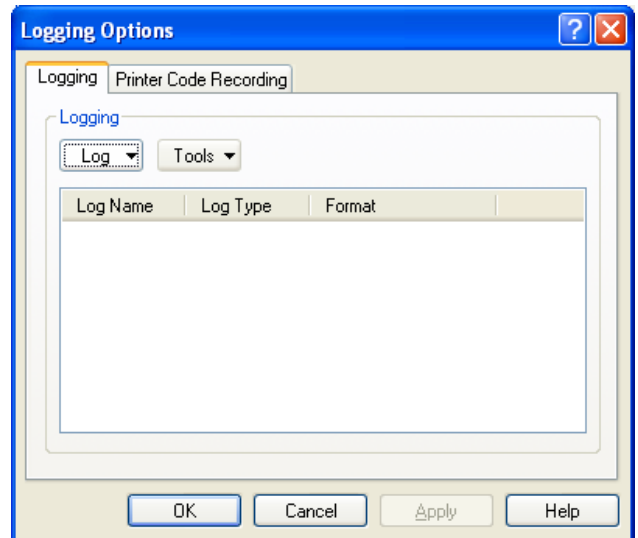 Logging Options
Logging Printer Code Recording
Logging
Log Tools
Log Name Log Type Format
OK Cancel Apply Help